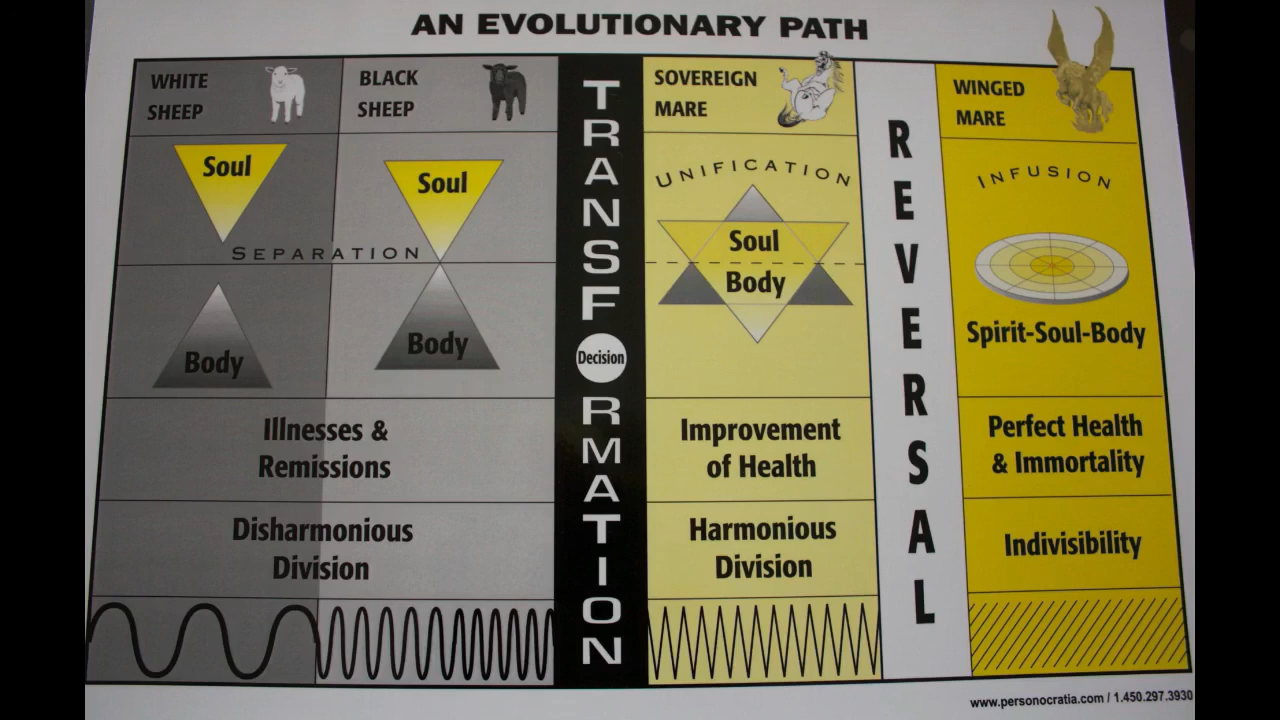 AN EVOLUTIONARY PATH
WHITE
SHEEP
BLACK
SHEEP
TRANSFORMATION
Decision
SOVEREIGN
MARE
REVERSAL
WINGED
MARE
Soul
Soul
SEPARATION
Body
Body
UNIFICATION
Soul
Body
INFUSION
Spirit-Soul-Body
Illnesses &
Remissions
Improvement
of Health
Perfect Health
& Immortality
Disharmonious
Division
Harmonious
Division
Indivisibility
www.personocratia.com / 1.450.297.3930